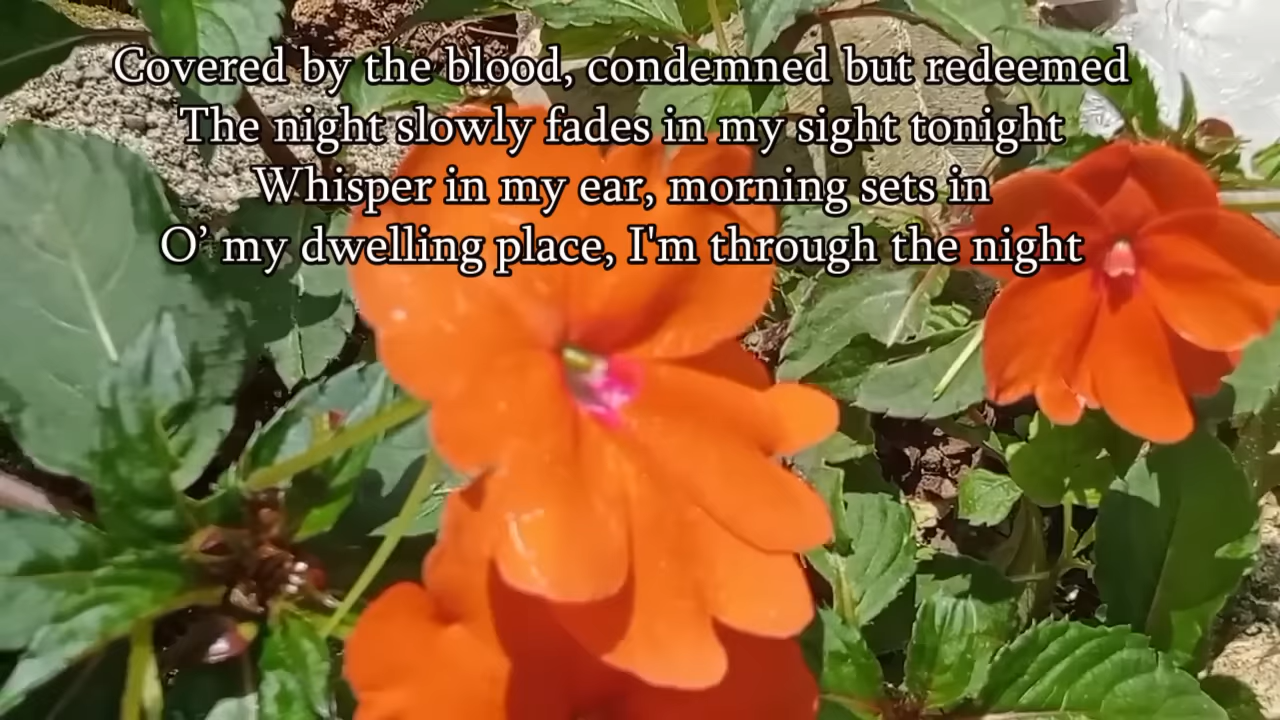 Covered by the blood, condemned but redeemed
The night slowly fades in my sight tonight
Whisper in my ear, morning sets in
O’ my dwelling place, I'm through the night